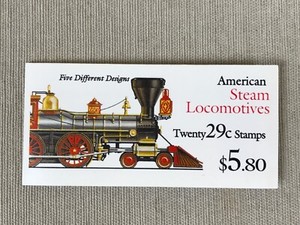 Five Different Designs
American
Steam
Locomotives
Twenty 29c Stamps
$5.80